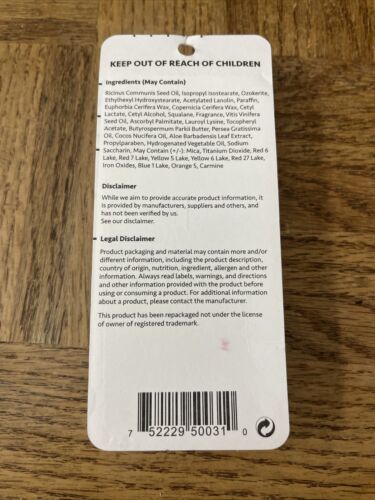 KEEP OUT OF REACH OF CHILDREN
Ingredients (May Contain)
Ricinus Communis Seed Oil, Isopropyl Isostearate, Ozokerite,
Ethylhexyl Hydroxystearate, Acetylated Lanolin, Paraffin,
Euphorbia Cerifera Wax, Copernicia Cerifera Wax, Cetyl
Lactate, Cetyl Alcohol, Squalane, Fragrance, Vitis Vinifera
Seed Oil, Ascorbyl Palmitate, Lauroyl Lysine, Tocopheryl
Acetate, Butyrospermum Parkii Butter, Persea Gratissima
Oil, Cocos Nucifera Oil, Aloe Barbadensis Leaf Extract,
Propylparaben, Hydrogenated Vegetable Oil, Sodium
Saccharin, May Contain (+/-): Mica, Titanium Dioxide, Red 6
Lake, Red 7 Lake, Yellow 5 Lake, Yellow 6 Lake, Red 27 Lake,
Iron Oxides, Blue 1 Lake, Orange 5, Carmine
Disclaimer
While we aim to provide accurate product information, it
is provided by manufacturers, suppliers and others, and
has not been verified by us.
See our disclaimer.
Legal Disclaimer
Product packaging and material may contain more and/or
different information, including the product description,
country of origin, nutrition, ingredient, allergen and other
information. Always read labels, warnings, and directions
and other information provided with the product before
using or consuming a product. For additional information
about a product, please contact the manufacturer.
This product has been repackaged not under the license
of owner of registered trademark.
7 52229 50031 0